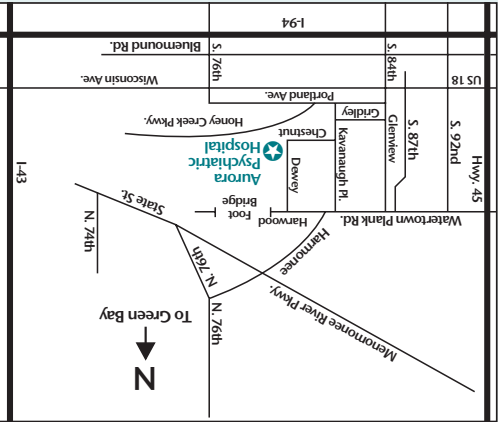 N
To Green Bay
N. 76th
Menomonee River Pkwy.
N. 76th
Harmonee
N. 74th
State St.
Watertown Plank Rd.
Harwood
Foot
Bridge
Hwy. 45
S. 92nd
S. 87th
Glenview
Kavanaugh Pl.
Dewey
Aurora
Psychiatric
Hospital
I-43
Chestnut
Gridley
Honey Creek Pkwy.
Portland Ave.
US 18
Wisconsin Ave.
S. 84th
S. 76th
Bluemound Rd.
I-94